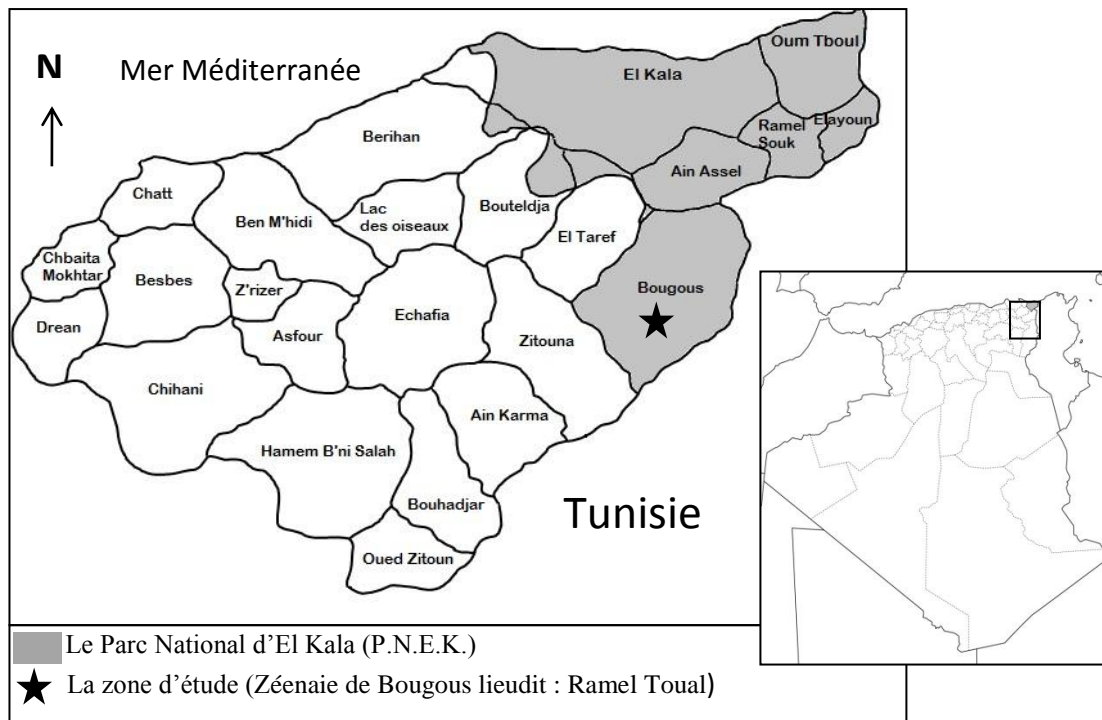 N
Mer Méditerranée
Oum Tboul
El Kala
Ramel
Souk
Elayoun
Berihan
Ain Assel
Chatt
Ben M'hidi
Lac
des oiseaux
Bouteldja
El Taref
Chbaita
Mokhtar
Besbes
Z'rizer
Bougous
Drean
Asfour
Echafia
Zitouna
Chihani
Ain Karma
Hamem B'ni Salah
Bouhadjar
Tunisie
Oued Zitoun
Le Parc National d'El Kala (P.N.E.K.)
La zone d'étude (Zéenaie de Bougous lieudit : Ramel Toual)